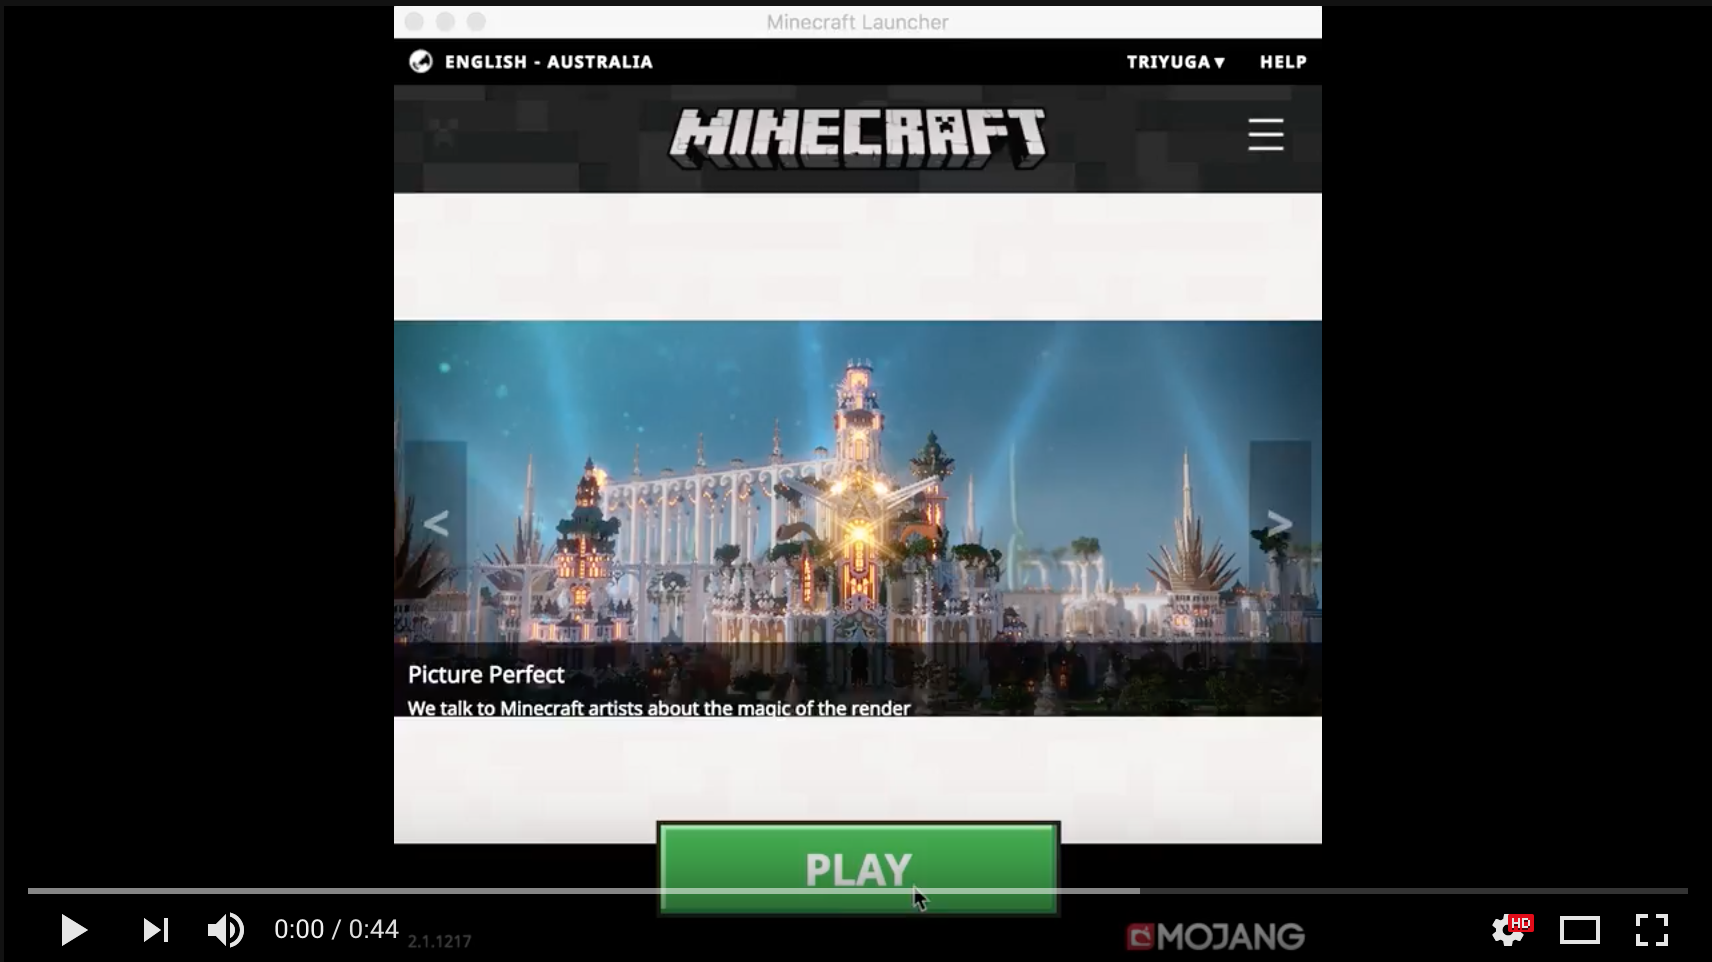 Minecraft Launcher
ENGLISH - AUSTRALIA
TRIYUGA▼ HELP
MINECRAFT
< >
Picture Perfect
We talk to Minecraft artists about the magic of the render
PLAY
0:00 / 0:44
2.1.1217
MOJANG
HD